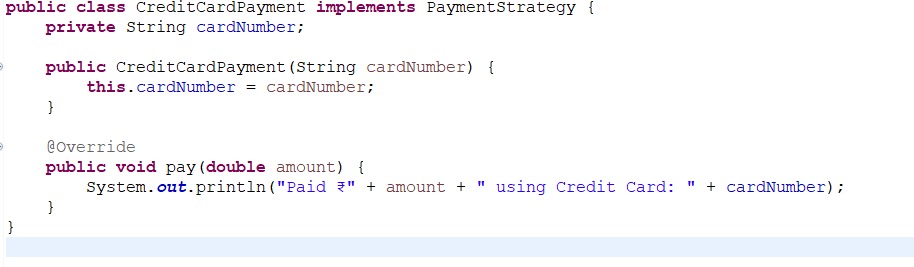 public class CreditCardPayment implements PaymentStrategy {
    private String cardNumber;

    public CreditCardPayment(String cardNumber) {
        this.cardNumber = cardNumber;
    }

    @Override
    public void pay(double amount) {
        System.out.println("Paid ₹" + amount + " using Credit Card: " + cardNumber);
    }
}